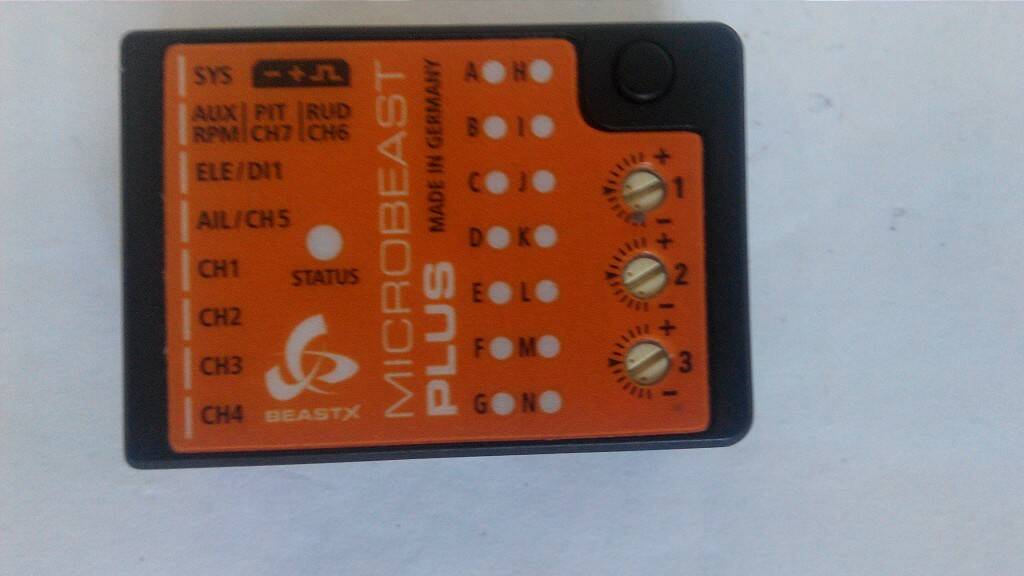 SYS - +
AUX | PIT | RUD
RPM | CH7 | CH6
ELE/DI1
AIL/CH5
CH1
CH2
CH3
CH4
STATUS
BEASTX
MICROBEAST
PLUS
MADE IN GERMANY
A H
B I
C J
D K
E L
F M
G N
+
1
-
+
2
-
+
3
-